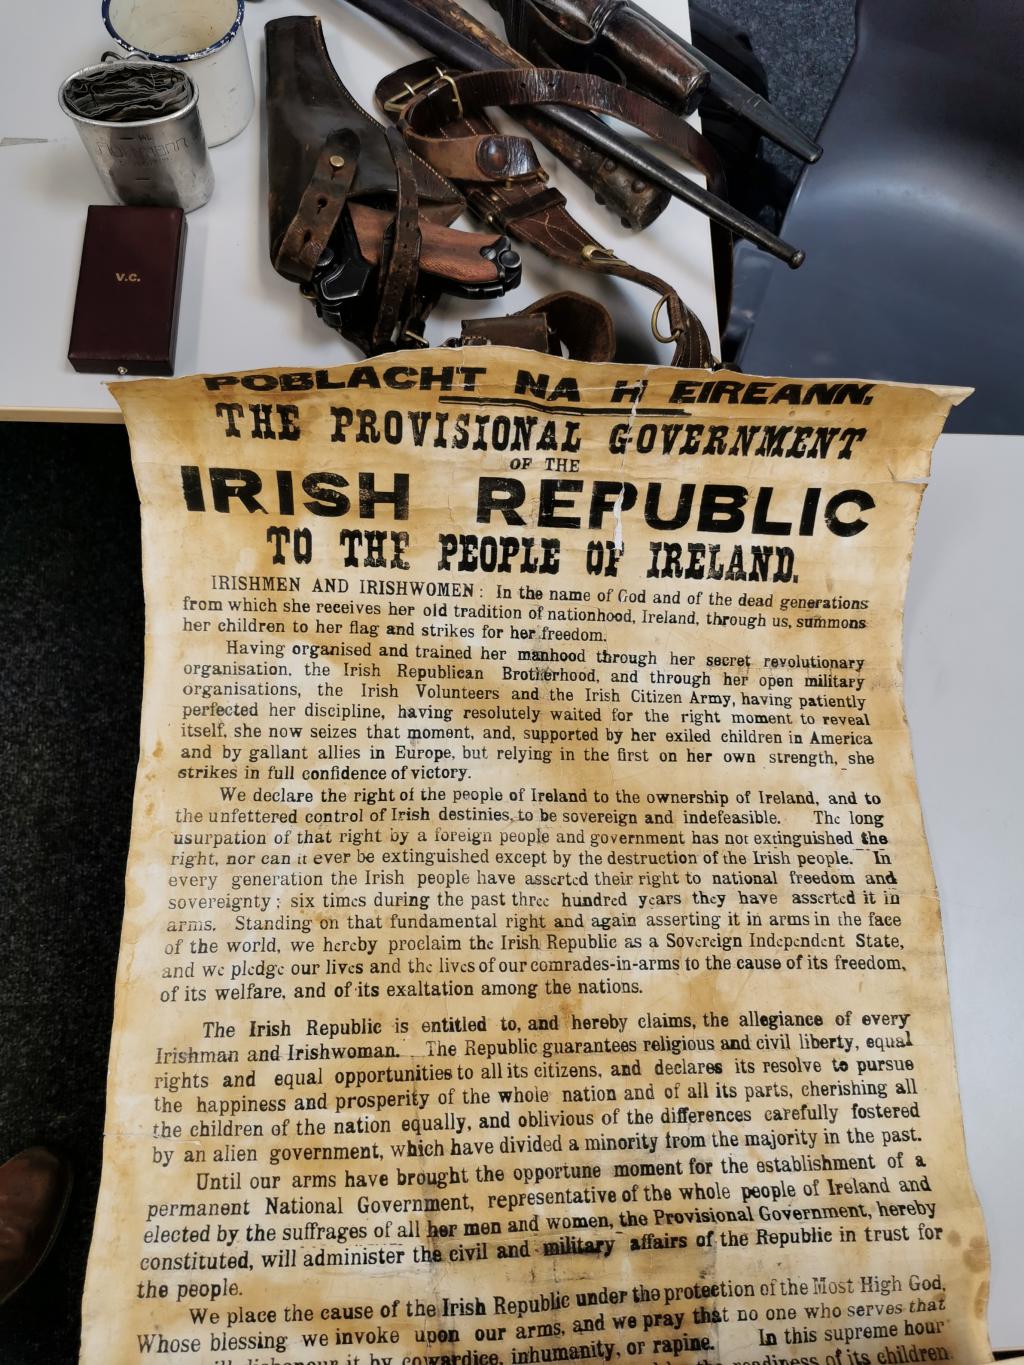 HOFFMANN
V.C.
POBLACHT NA H EIREANN.
THE PROVISIONAL GOVERNMENT
OF THE
IRISH REPUBLIC
TO THE PEOPLE OF IRELAND.
IRISHMEN AND IRISHWOMEN : In the name of God and of the dead generations
from which she receives her old tradition of nationhood, Ireland, through us, summons
her children to her flag and strikes for her freedom.
Having organised and trained her manhood through her secret revolutionary
organisation, the Irish Republican Brotherhood, and through her open military
organisations, the Irish Volunteers and the Irish Citizen Army, having patiently
perfected her discipline, having resolutely waited for the right moment to reveal
itself, she now seizes that moment, and, supported by her exiled children in America
and by gallant allies in Europe, but relying in the first on her own strength, she
strikes in full confidence of victory.
We declare the right of the people of Ireland to the ownership of Ireland, and to
the unfettered control of Irish destinies, to be sovereign and indefeasible. The long
usurpation of that right by a foreign people and government has not extinguished the
right, nor can it ever be extinguished except by the destruction of the Irish people. In
every generation the Irish people have asserted their right to national freedom and
sovereignty ; six times during the past three hundred years they have asserted it in
arms. Standing on that fundamental right and again asserting it in arms in the face
of the world, we hereby proclaim the Irish Republic as a Sovereign Independent State,
and we pledge our lives and the lives of our comrades-in-arms to the cause of its freedom,
of its welfare, and of its exaltation among the nations.
The Irish Republic is entitled to, and hereby claims, the allegiance of every
Irishman and Irishwoman. The Republic guarantees religious and civil liberty, equal
rights and equal opportunities to all its citizens, and declares its resolve to pursue
the happiness and prosperity of the whole nation and of all its parts, cherishing all
the children of the nation equally, and oblivious of the differences carefully fostered
by an alien government, which have divided a minority from the majority in the past.
Until our arms have brought the opportune moment for the establishment of a
permanent National Government, representative of the whole people of Ireland and
elected by the suffrages of all her men and women, the Provisional Government, hereby
constituted, will administer the civil and military affairs of the Republic in trust for
the people.
We place the cause of the Irish Republic under the protection of the Most High God,
Whose blessing we invoke upon our arms, and we pray that no one who serves that
will dishonour it by cowardice, inhumanity, or rapine. In this supreme hour
readiness of its children